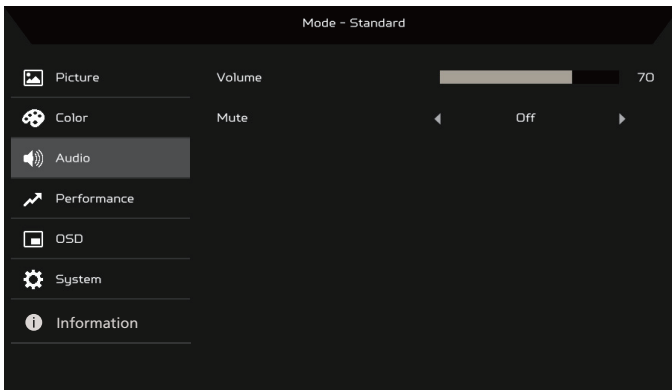 Mode - Standard
Picture
Volume 70
Color
Mute Off
Audio
Performance
OSD
System
Information